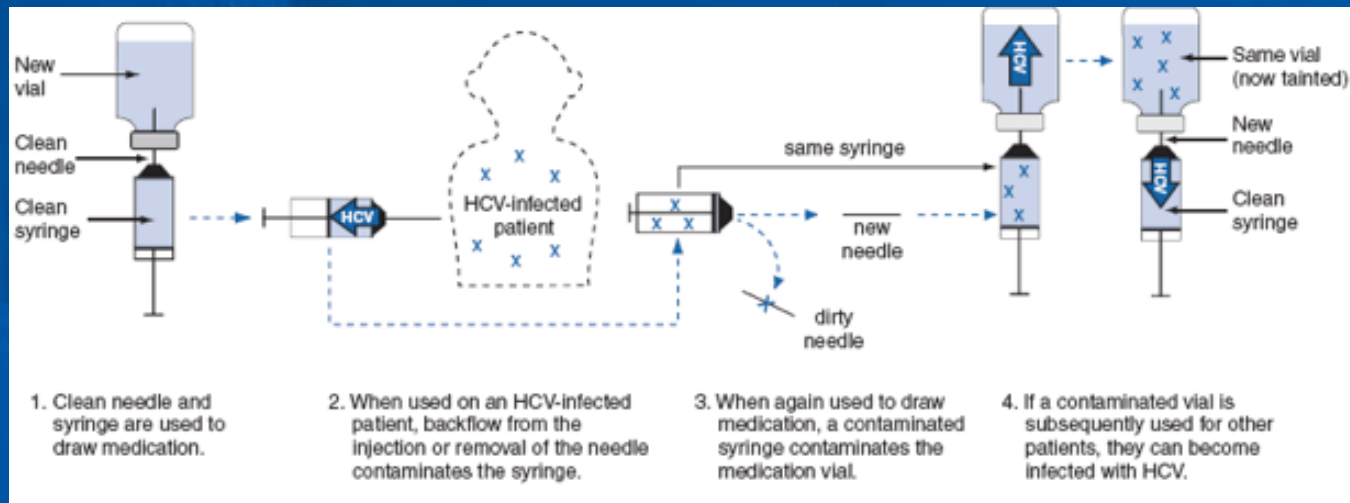 New
vial
Clean
needle
Clean
syringe
HCV
HCV-infected
patient
same syringe
new
needle
dirty
needle
HCV
Same vial
(now tainted)
New
needle
HCV
Clean
syringe
1. Clean needle and
syringe are used to
draw medication.
2. When used on an HCV-infected
patient, backflow from the
injection or removal of the needle
contaminates the syringe.
3. When again used to draw
medication, a contaminated
syringe contaminates the
medication vial.
4. If a contaminated vial is
subsequently used for other
patients, they can become
infected with HCV.